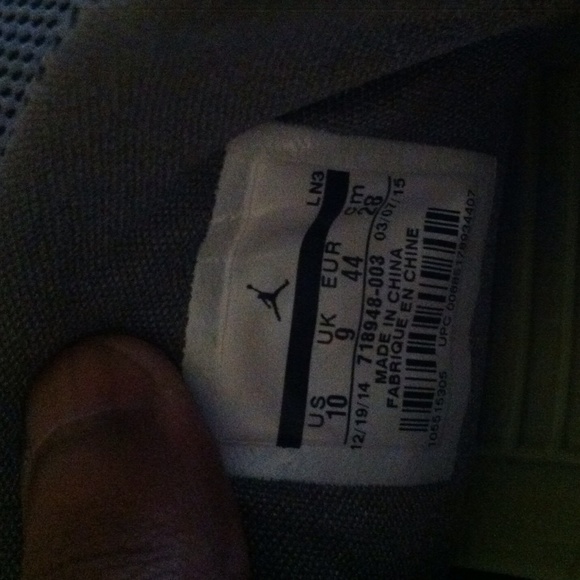 LN3
US UK EUR cm
10 9 44 28
12/19/14 718948-003 03/07/15
MADE IN CHINA
FABRIQUE EN CHINE
UPC